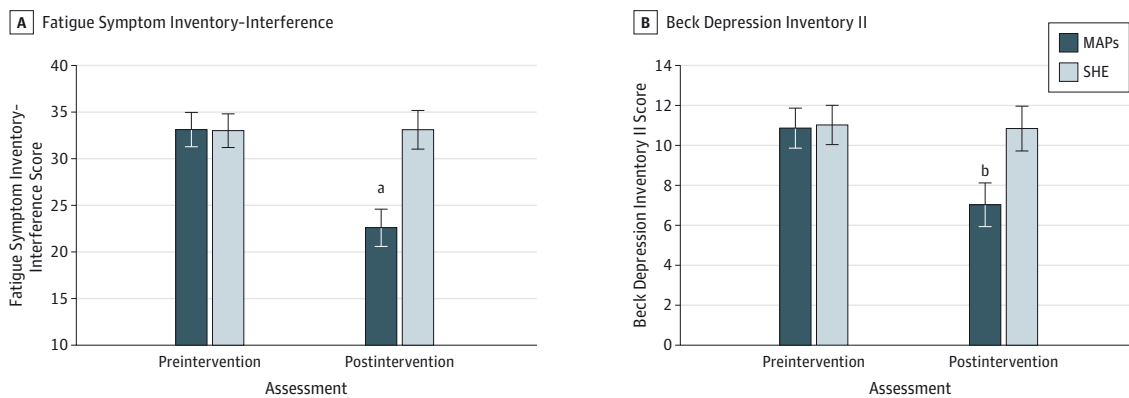 A Fatigue Symptom Inventory-Interference
40
35
30
25
20
15
10
Fatigue Symptom Inventory-
Interference Score
a
Preintervention Postintervention
Assessment
B Beck Depression Inventory II
MAPs
SHE
14
12
10
8
6
4
2
0
Beck Depression Inventory II Score
b
Preintervention Postintervention
Assessment